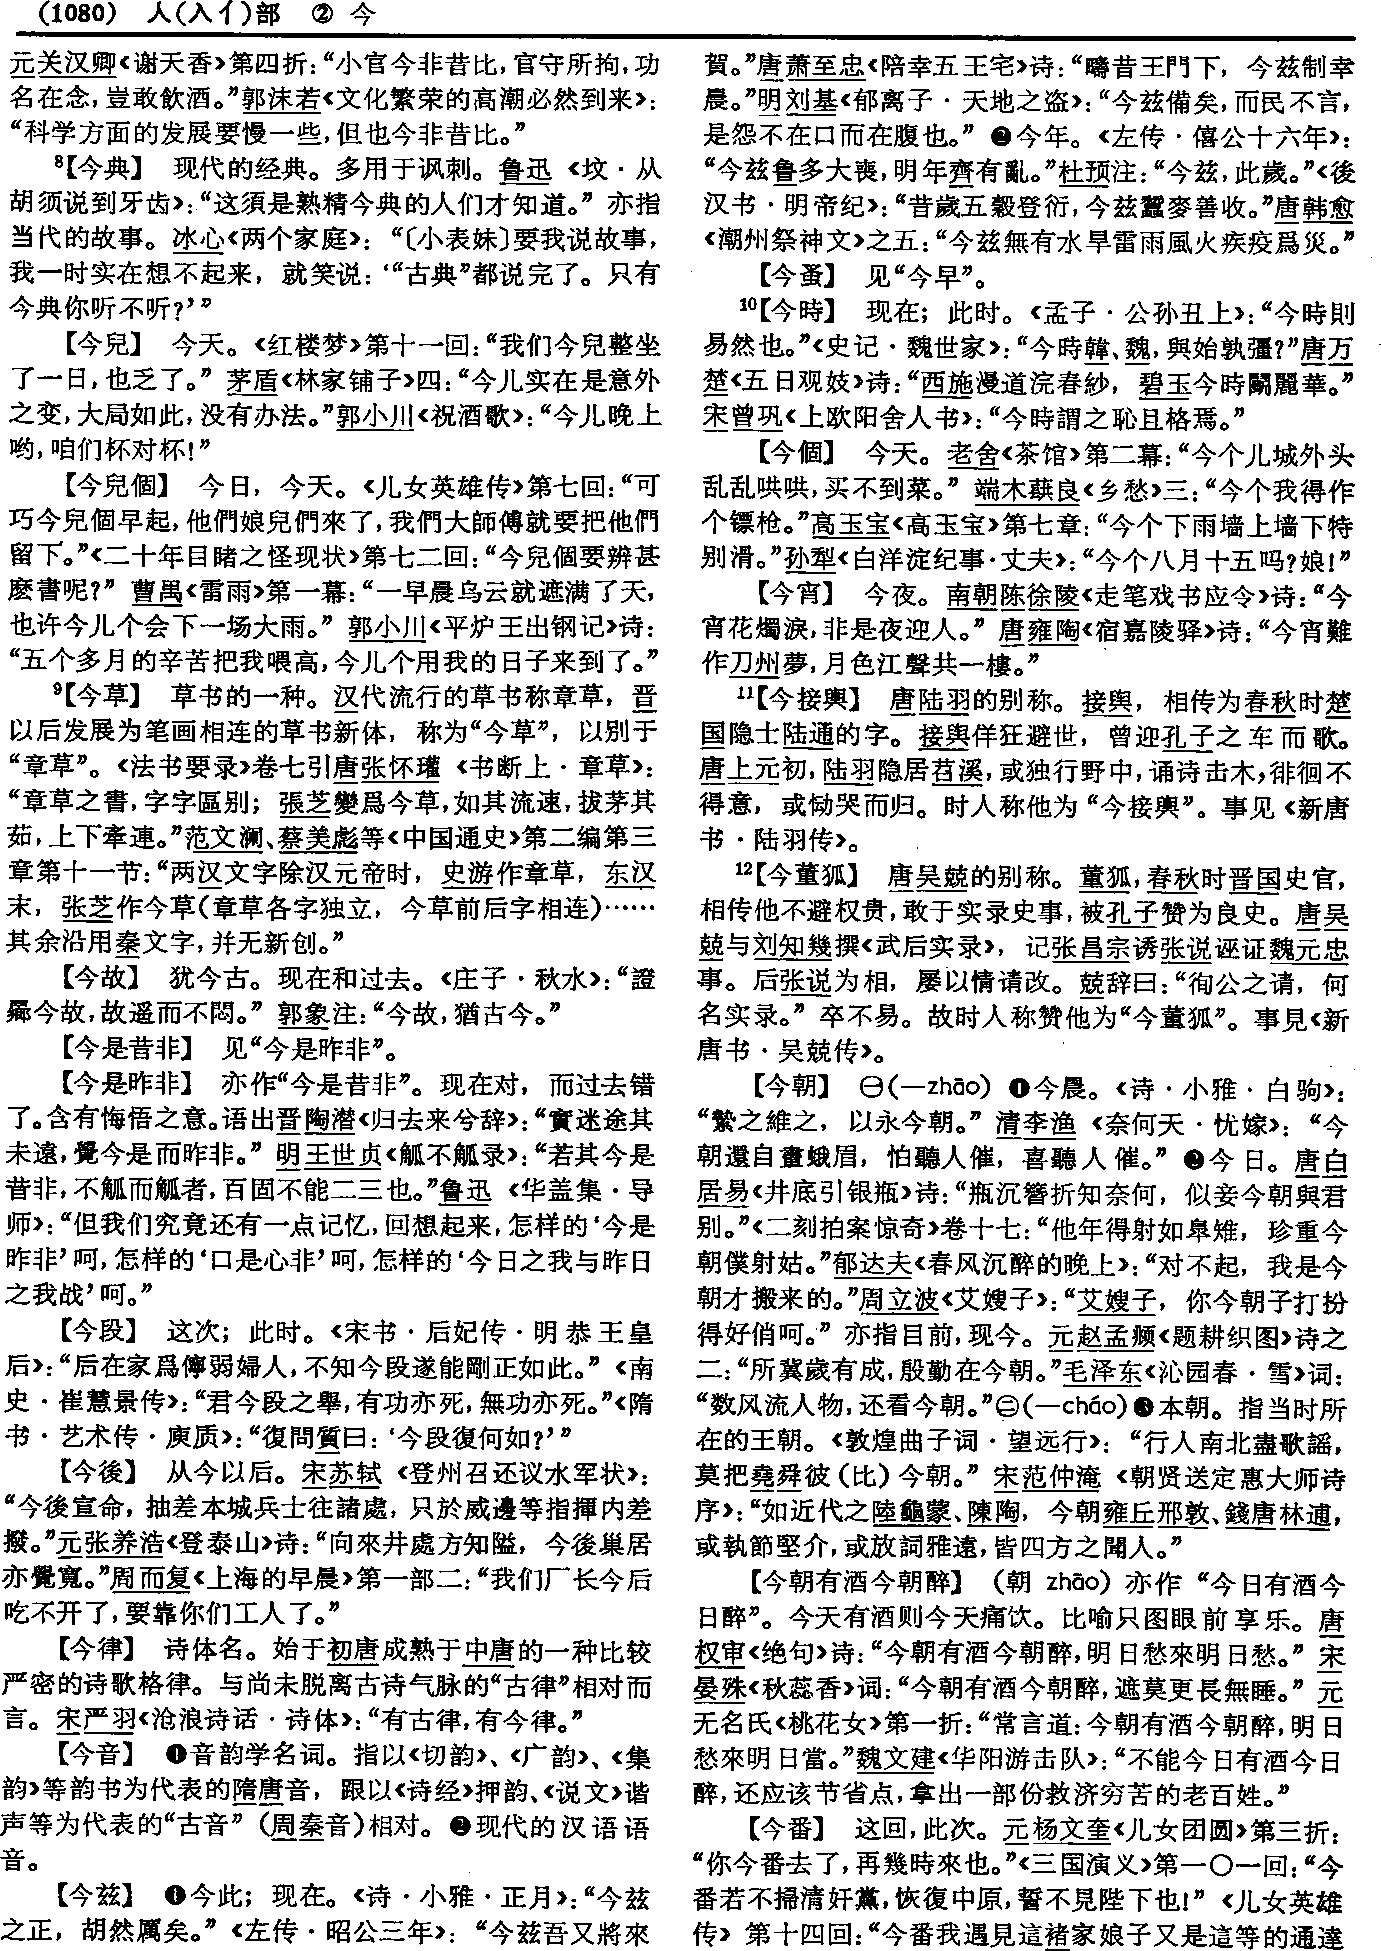 (1080) 人(入亻)部 ② 今
元关汉卿《谢天香》第四折：“小官今非昔比，官守所拘，功
名在念，豈敢飲酒。”郭沫若《文化繁荣的高潮必然到来》：
“科学方面的发展要慢一些，但也今非昔比。”
⁸【今典】 现代的经典。多用于讽刺。鲁迅《坟·从
胡须说到牙齿》：“这須是熟精今典的人们才知道。”亦指
当代的故事。冰心《两个家庭》：“〔小表妹〕要我说故事，
我一时实在想不起来，就笑说：‘“古典”都说完了。只有
今典你听不听？’”
【今兒】 今天。《红楼梦》第十一回：“我们今兒整坐
了一日，也乏了。”茅盾《林家铺子》四：“今儿实在是意外
之变，大局如此，没有办法。”郭小川《祝酒歌》：“今儿晚上
哟，咱们杯对杯！”
【今兒個】 今日，今天。《儿女英雄传》第七回：“可
巧今兒個早起，他們娘兒們來了，我們大師傅就要把他們
留下。”《二十年目睹之怪现状》第七二回：“今兒個要辨甚
麽書呢？”曹禺《雷雨》第一幕：“一早晨乌云就遮满了天，
也许今儿个会下一场大雨。”郭小川《平炉王出钢记》诗：
“五个多月的辛苦把我喂高，今儿个用我的日子来到了。”
⁹【今草】 草书的一种。汉代流行的草书称章草，晋
以后发展为笔画相连的草书新体，称为“今草”，以别于
“章草”。《法书要录》卷七引唐张怀瓘《书断上·章草》：
“章草之書，字字區别；張芝變爲今草，如其流速，拔茅其
茹，上下牽連。”范文澜、蔡美彪等《中国通史》第二编第三
章第十一节：“两汉文字除汉元帝时，史游作章草，东汉
末，张芝作今草（章草各字独立，今草前后字相连）……
其余沿用秦文字，并无新创。”
【今故】 犹今古。现在和过去。《庄子·秋水》：“證
曏今故，故遥而不悶。”郭象注：“今故，猶古今。”
【今是昔非】 见“今是昨非”。
【今是昨非】 亦作“今是昔非”。现在对，而过去错
了。含有悔悟之意。语出晋陶潜《归去来兮辞》：“實迷途其
未遠，覺今是而昨非。”明王世贞《觚不觚录》：“若其今是
昔非，不觚而觚者，百固不能二三也。”鲁迅《华盖集·导
师》：“但我们究竟还有一点记忆，回想起来，怎样的‘今是
昨非’呵，怎样的‘口是心非’呵，怎样的‘今日之我与昨日
之我战’呵。”
【今段】 这次；此时。《宋书·后妃传·明恭王皇
后》：“后在家爲儜弱婦人，不知今段遂能剛正如此。”《南
史·崔慧景传》：“君今段之舉，有功亦死，無功亦死。”《隋
书·艺术传·庾质》：“復問質曰：‘今段復何如？’”
【今後】 从今以后。宋苏轼《登州召还议水军状》：
“今後宣命，抽差本城兵士往諸處，只於威邊等指揮内差
撥。”元张养浩《登泰山》诗：“向來井處方知隘，今後巢居
亦覺寬。”周而复《上海的早晨》第一部二：“我们厂长今后
吃不开了，要靠你们工人了。”
【今律】 诗体名。始于初唐成熟于中唐的一种比较
严密的诗歌格律。与尚未脱离古诗气脉的“古律”相对而
言。宋严羽《沧浪诗话·诗体》：“有古律，有今律。”
【今音】 ❶音韵学名词。指以《切韵》、《广韵》、《集
韵》等韵书为代表的隋唐音，跟以《诗经》押韵、《说文》谐
声等为代表的“古音”（周秦音）相对。❷现代的汉语语
音。
【今兹】 ❶今此；现在。《诗·小雅·正月》：“今兹
之正，胡然厲矣。”《左传·昭公三年》：“今兹吾又將來
賀。”唐萧至忠《陪幸五王宅》诗：“疇昔王門下，今兹制幸
晨。”明刘基《郁离子·天地之盗》：“今兹備矣，而民不言，
是怨不在口而在腹也。”❷今年。《左传·僖公十六年》：
“今兹鲁多大喪，明年齊有亂。”杜预注：“今兹，此歲。”《後
汉书·明帝纪》：“昔歲五穀登衍，今兹蠶麥善收。”唐韩愈
《潮州祭神文》之五：“今兹無有水旱雷雨風火疾疫爲災。”
【今蚤】 见“今早”。
¹⁰【今時】 现在；此时。《孟子·公孙丑上》：“今時則
易然也。”《史记·魏世家》：“今時韓、魏，與始孰彊？”唐万
楚《五日观妓》诗：“西施漫道浣春紗，碧玉今時鬬麗華。”
宋曾巩《上欧阳舍人书》：“今時謂之恥且格焉。”
【今個】 今天。老舍《茶馆》第二幕：“今个儿城外头
乱乱哄哄，买不到菜。”端木蕻良《乡愁》三：“今个我得作
个镖枪。”高玉宝《高玉宝》第七章：“今个下雨墙上墙下特
别滑。”孙犁《白洋淀纪事·丈夫》：“今个八月十五吗？娘！”
【今宵】 今夜。南朝陈徐陵《走笔戏书应令》诗：“今
宵花燭淚，非是夜迎人。”唐雍陶《宿嘉陵驿》诗：“今宵難
作刀州夢，月色江聲共一樓。”
¹¹【今接輿】 唐陆羽的别称。接舆，相传为春秋时楚
国隐士陆通的字。接舆佯狂避世，曾迎孔子之车而歌。
唐上元初，陆羽隐居苕溪，或独行野中，诵诗击木，徘徊不
得意，或恸哭而归。时人称他为“今接舆”。事见《新唐
书·陆羽传》。
¹²【今董狐】 唐吴兢的别称。董狐，春秋时晋国史官，
相传他不避权贵，敢于实录史事，被孔子赞为良史。唐吴
兢与刘知幾撰《武后实录》，记张昌宗诱张说诬证魏元忠
事。后张说为相，屡以情请改。兢辞曰：“徇公之请，何
名实录。”卒不易。故时人称赞他为“今董狐”。事見《新
唐书·吴兢传》。
【今朝】 ㊀(—zhāo) ❶今晨。《诗·小雅·白驹》：
“縶之維之，以永今朝。”清李渔《奈何天·忧嫁》：“今
朝還自畫蛾眉，怕聽人催，喜聽人催。”❷今日。唐白
居易《井底引银瓶》诗：“瓶沉簪折知奈何，似妾今朝與君
别。”《二刻拍案惊奇》卷十七：“他年得射如皋雉，珍重今
朝僕射姑。”郁达夫《春风沉醉的晚上》：“对不起，我是今
朝才搬来的。”周立波《艾嫂子》：“艾嫂子，你今朝子打扮
得好俏呵。”亦指目前，现今。元赵孟頫《题耕织图》诗之
二：“所冀歲有成，殷勤在今朝。”毛泽东《沁园春·雪》词：
“数风流人物，还看今朝。”㊁(—cháo)❸本朝。指当时所
在的王朝。《敦煌曲子词·望远行》：“行人南北盡歌謡，
莫把堯舜彼（比）今朝。”宋范仲淹《朝贤送定惠大师诗
序》：“如近代之陸龜蒙、陳陶，今朝雍丘邢敦、錢唐林逋，
或執節堅介，或放詞雅遠，皆四方之聞人。”
【今朝有酒今朝醉】 （朝 zhāo）亦作“今日有酒今
日醉”。今天有酒则今天痛饮。比喻只图眼前享乐。唐
权审《绝句》诗：“今朝有酒今朝醉，明日愁來明日愁。”宋
晏殊《秋蕊香》词：“今朝有酒今朝醉，遮莫更長無睡。”元
无名氏《桃花女》第一折：“常言道：今朝有酒今朝醉，明日
愁來明日當。”魏文建《华阳游击队》：“不能今日有酒今日
醉，还应该节省点，拿出一部份救济穷苦的老百姓。”
【今番】 这回，此次。元杨文奎《儿女团圆》第三折：
“你今番去了，再幾時來也。”《三国演义》第一〇一回：“今
番若不掃清奸黨，恢復中原，誓不見陛下也！”《儿女英雄
传》第十四回：“今番我遇見這褚家娘子又是這等的通達